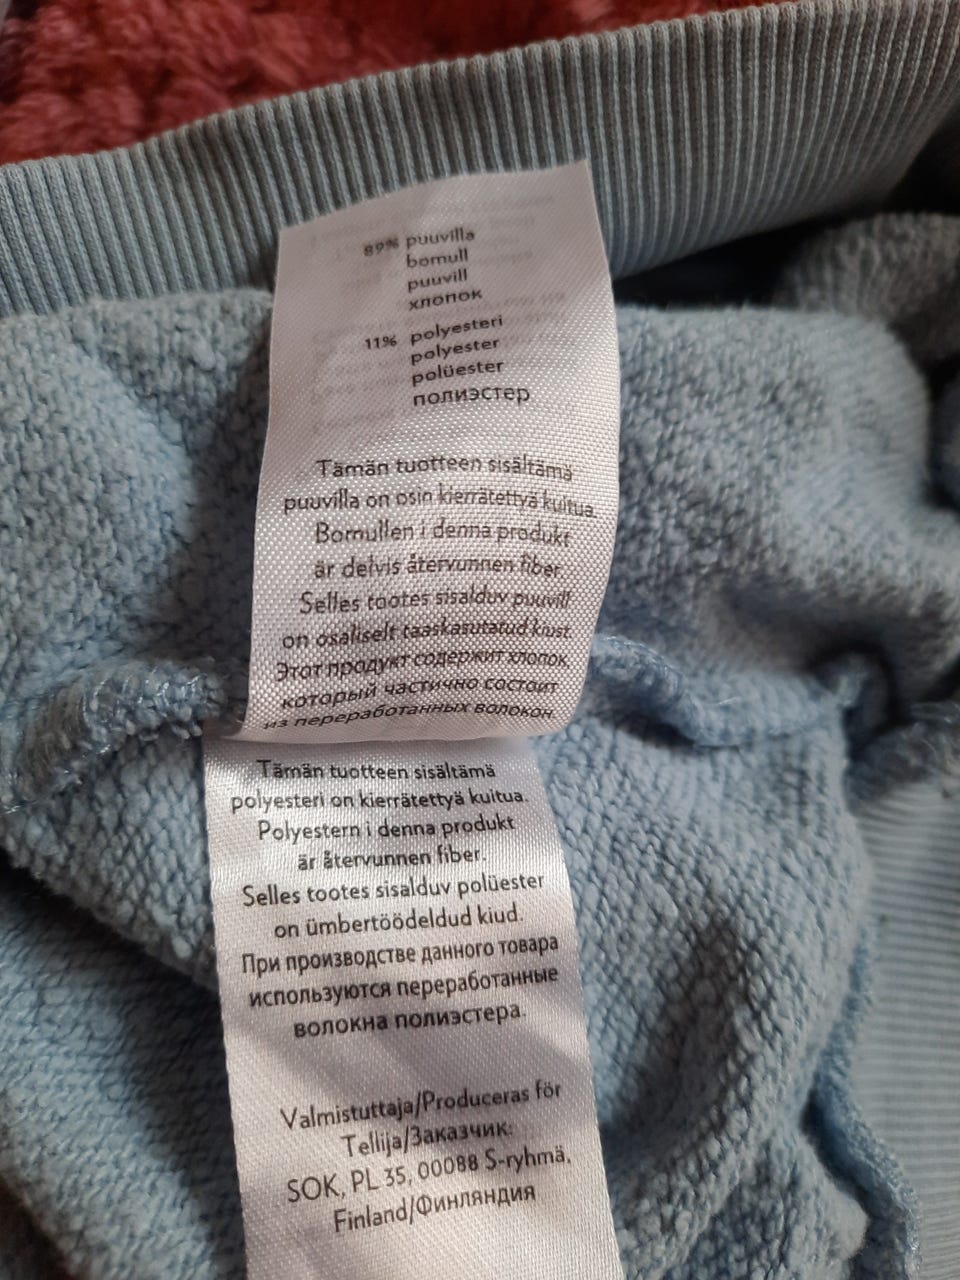 89% puuvilla
bomull
puuvill
хлопок
11% polyesteri
polyester
polüester
полиэстер
Tämän tuotteen sisältämä
puuvilla on osin kierrätettyä kuitua.
Bomullen i denna produkt
är delvis återvunnen fiber.
Selles tootes sisalduv puuvill
on osaliselt taaskasutatud kiust.
Этот продукт содержит хлопок,
который частично состоит
из переработанных волокон
Tämän tuotteen sisältämä
polyesteri on kierrätettyä kuitua.
Polyestern i denna produkt
är återvunnen fiber.
Selles tootes sisalduv polüester
on ümbertöödeldud kiud.
При производстве данного товара
используются переработанные
волокна полиэстера.
Valmistuttaja/Produceras för
Tellija/Заказчик:
SOK, PL 35, 00088 S-ryhmä,
Finland/Финляндия